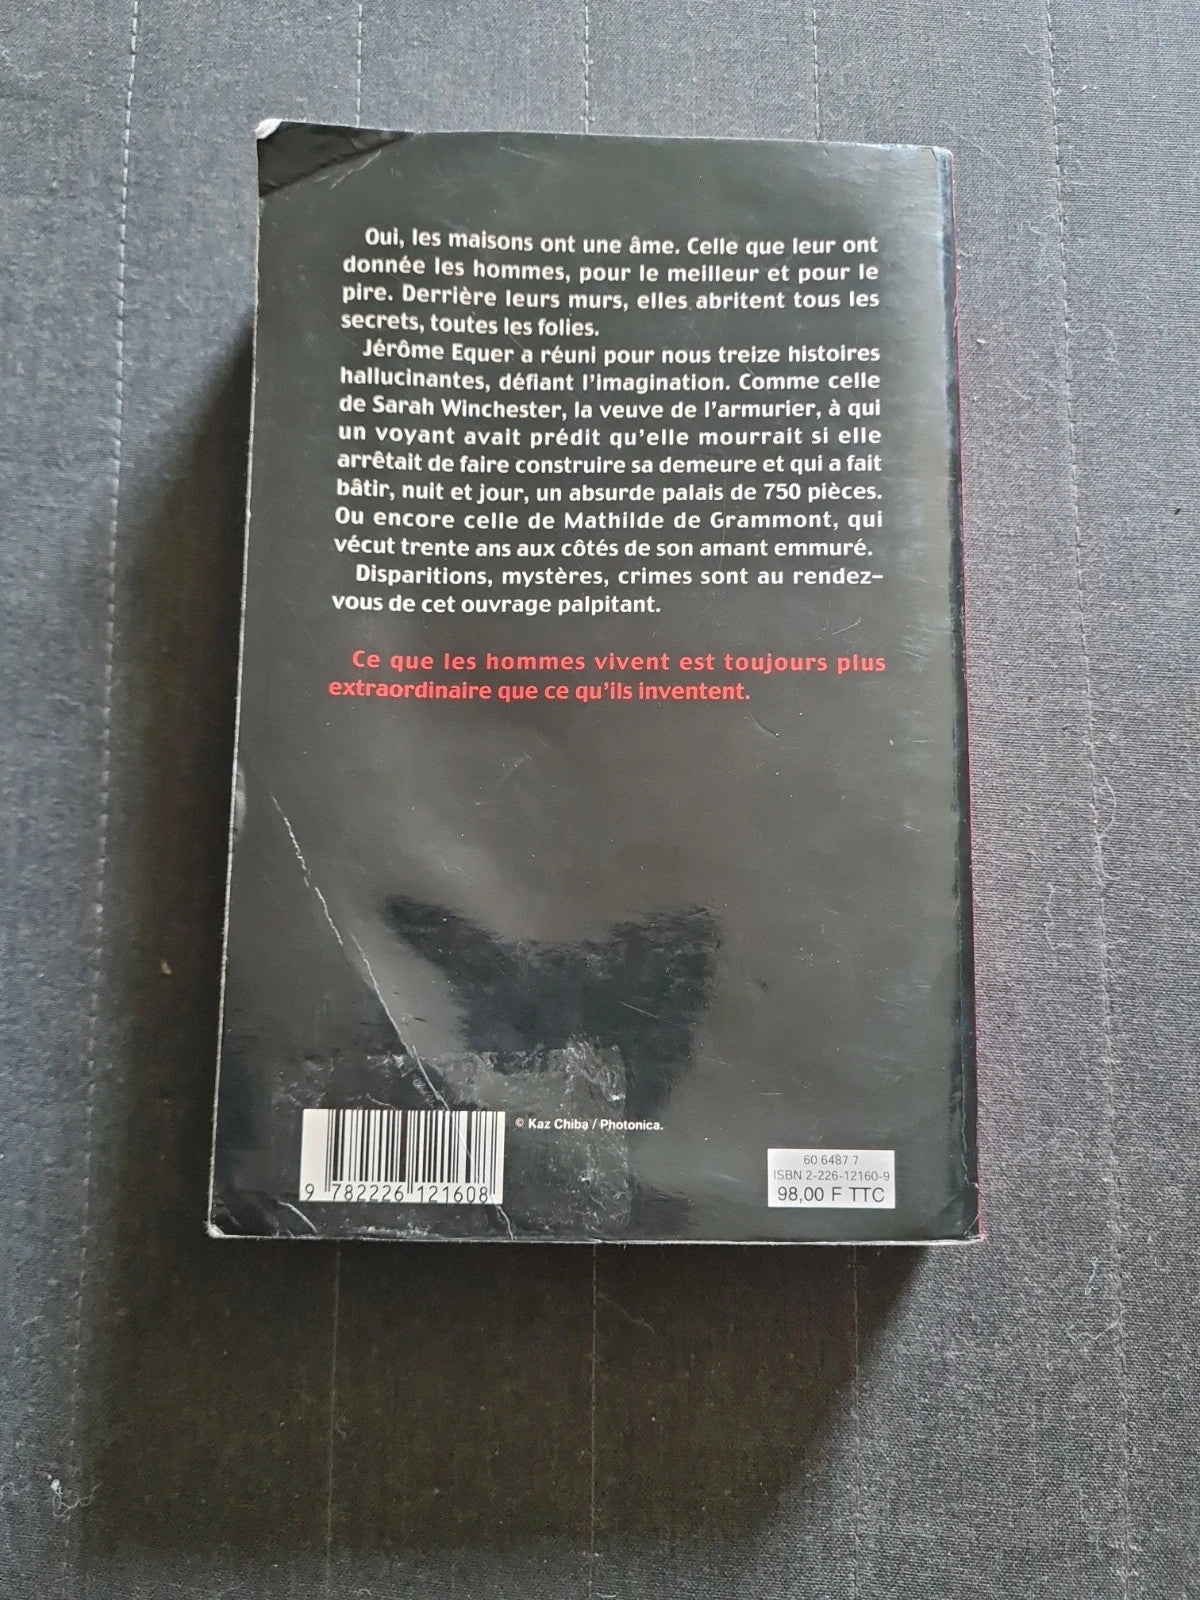 Oui, les maisons ont une âme. Celle que leur ont
donnée les hommes, pour le meilleur et pour le
pire. Derrière leurs murs, elles abritent tous les
secrets, toutes les folies.
Jérôme Equer a réuni pour nous treize histoires
hallucinantes, défiant l'imagination. Comme celle
de Sarah Winchester, la veuve de l'armurier, à qui
un voyant avait prédit qu'elle mourrait si elle
arrêtait de faire construire sa demeure et qui a fait
bâtir, nuit et jour, un absurde palais de 750 pièces.
Ou encore celle de Mathilde de Grammont, qui
vécut trente ans aux côtés de son amant emmuré.
Disparitions, mystères, crimes sont au rendez-
vous de cet ouvrage palpitant.
Ce que les hommes vivent est toujours plus
extraordinaire que ce qu'ils inventent.
© Kaz Chiba / Photonica.
9 782226 121608
60 6487 7
ISBN 2-226-12160-9
98,00 F TTC